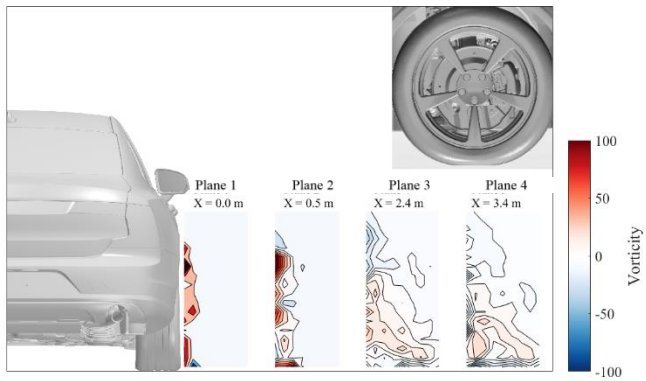 Plane 1
X = 0.0 m
Plane 2
X = 0.5 m
Plane 3
X = 2.4 m
Plane 4
X = 3.4 m
100
50
0
-50
-100
Vorticity